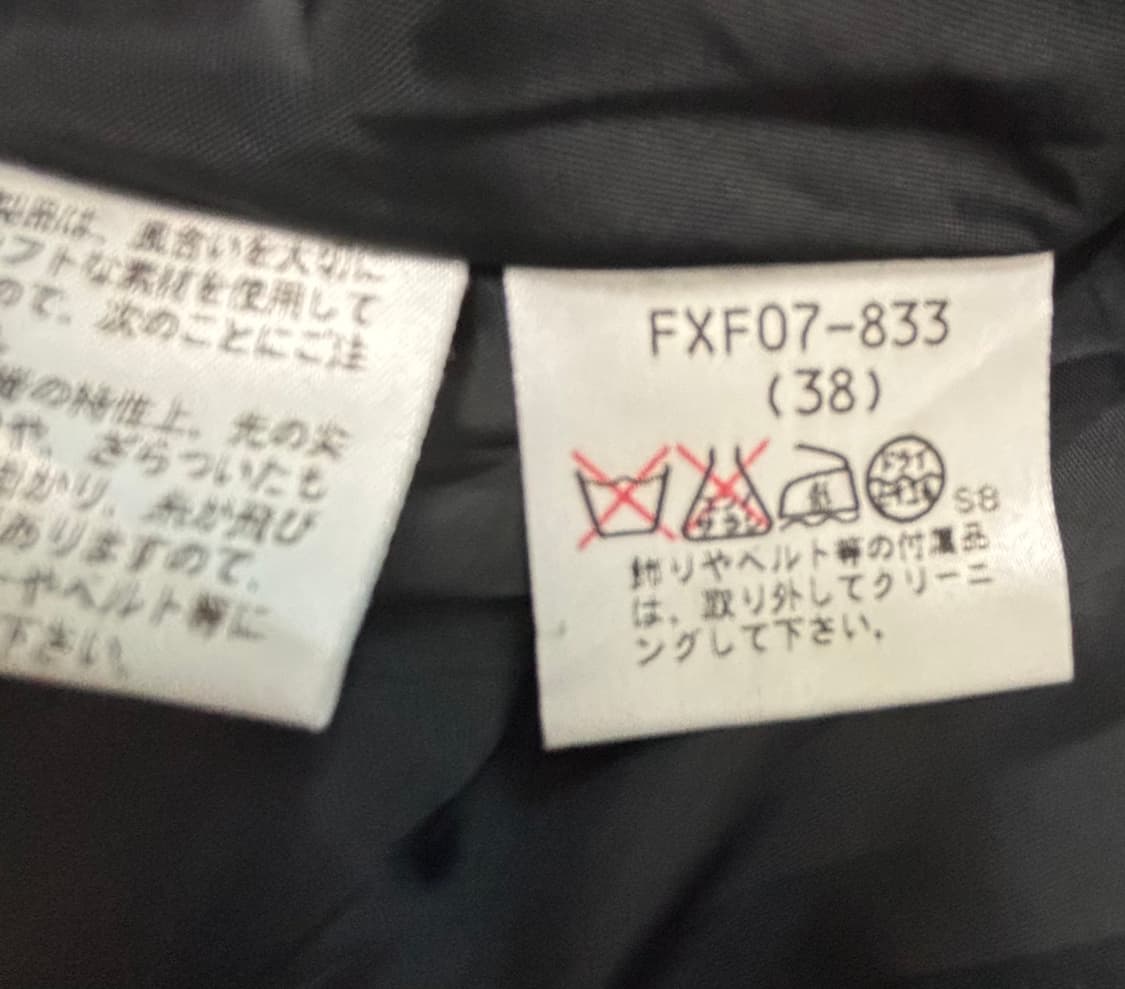 製品は、風合いを大切に
フトな素材を使用して
ので、次のことにご注
維の特性上、先の尖
や、ざらついたも
かり、糸が飛び
ありますので、
ーやベルト等に
下さい。
FXF07-833
(38)
サラシ
ドライ
S8
飾りやベルト等の付属品
は、取り外してクリーニ
ングして下さい。